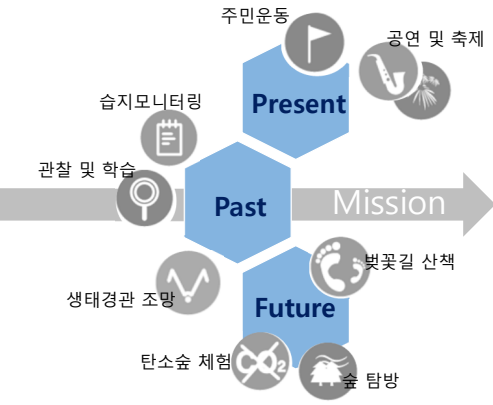 주민운동
공연 및 축제
Present
습지모니터링
관찰 및 학습
Past
Mission
벚꽃길 산책
생태경관 조망
Future
탄소숲 체험
CO₂
숲 탐방